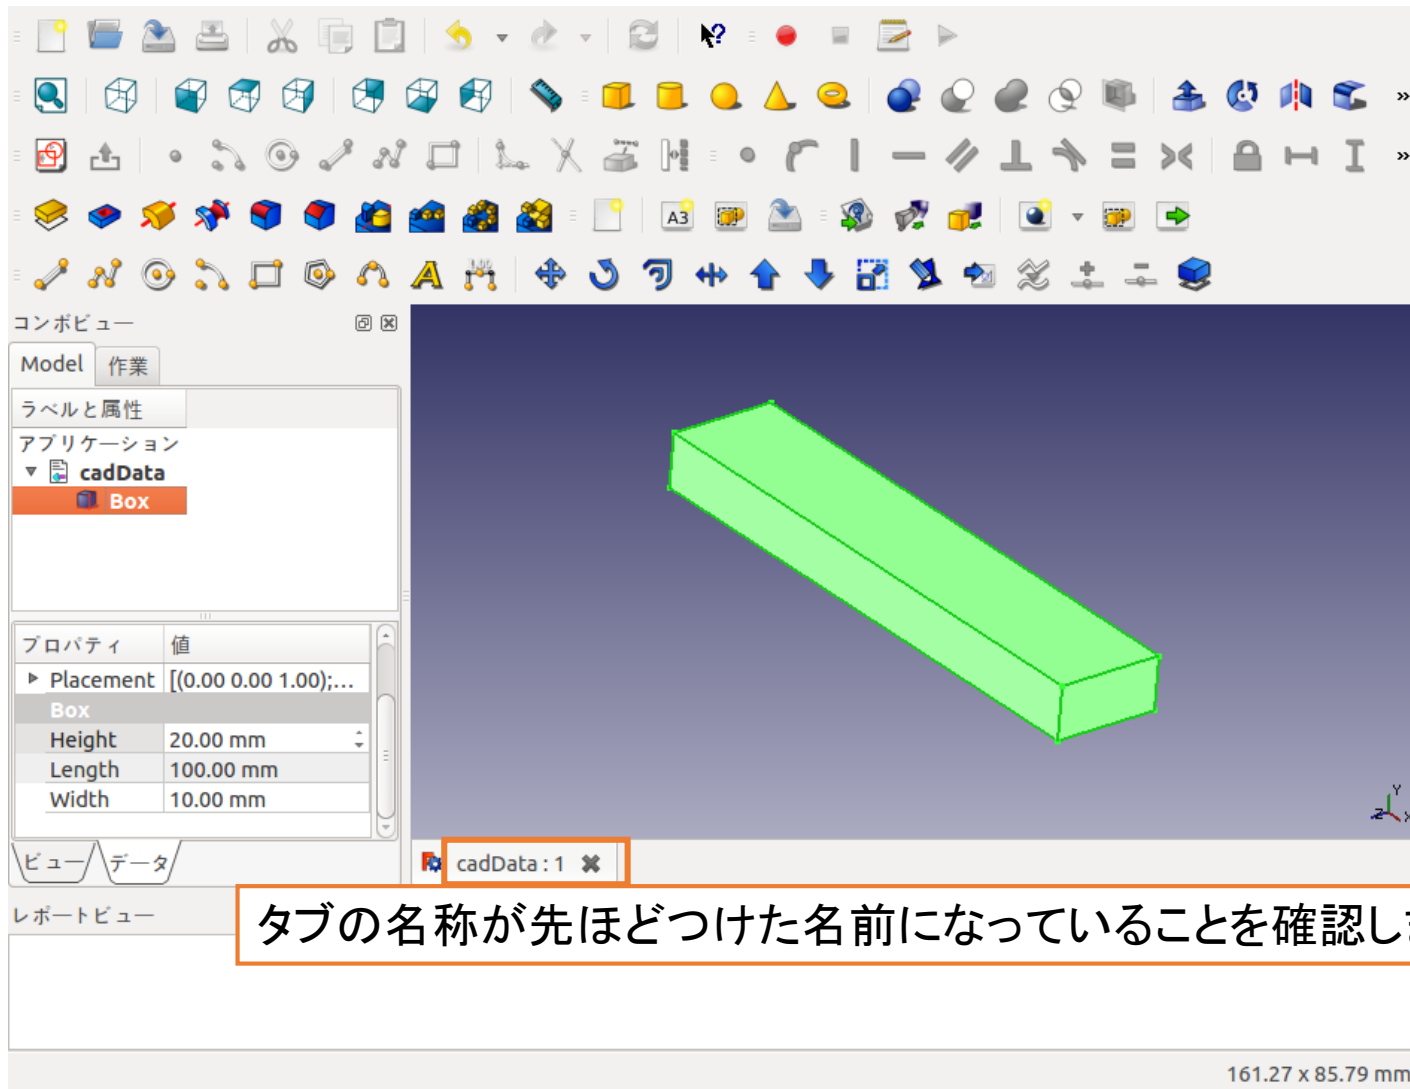 A3
コンボビュー
Model 作業
ラベルと属性
アプリケーション
cadData
Box
プロパティ 値
Placement [(0.00 0.00 1.00);...
Box
Height 20.00 mm
Length 100.00 mm
Width 10.00 mm
ビュー データ
Y
Z X
cadData : 1
レポートビュー
タブの名称が先ほどつけた名前になっていることを確認し
161.27 x 85.79 mm